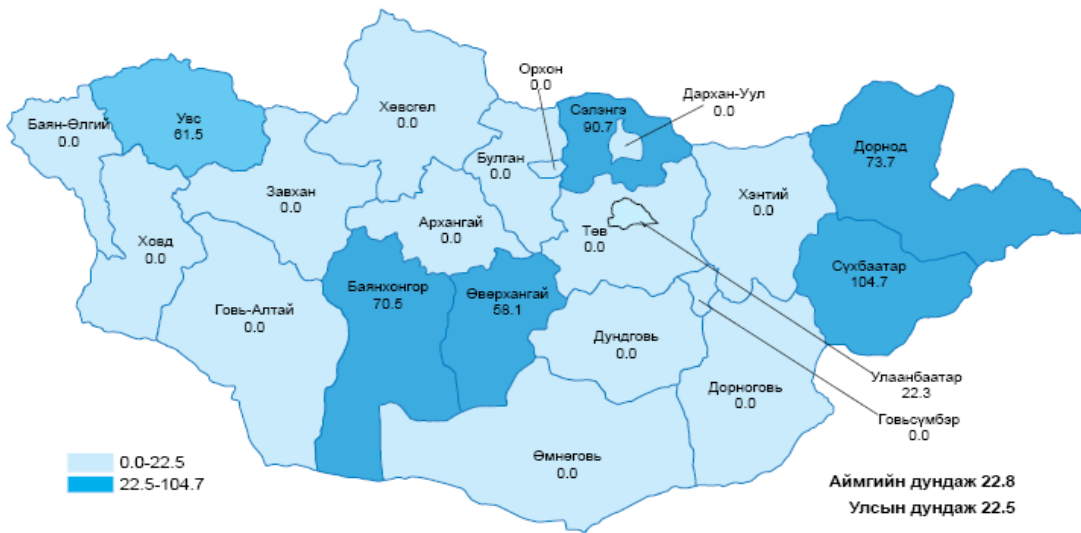 Орхон
0.0
Дархан-Уул
0.0
Хөвсгөл
0.0
Сэлэнгэ
90.7
Увс
61.5
Баян-Өлгий
0.0
Булган
0.0
Дорнод
73.7
Завхан
0.0
Хэнтий
0.0
Архангай
0.0
Төв
0.0
Ховд
0.0
Сүхбаатар
104.7
Баянхонгор
70.5
Өвөрхангай
58.1
Говь-Алтай
0.0
Дундговь
0.0
Улаанбаатар
22.3
Дорноговь
0.0
Говьсүмбэр
0.0
Өмнөговь
0.0
0.0-22.5
22.5-104.7
Аймгийн дундаж 22.8
Улсын дундаж 22.5